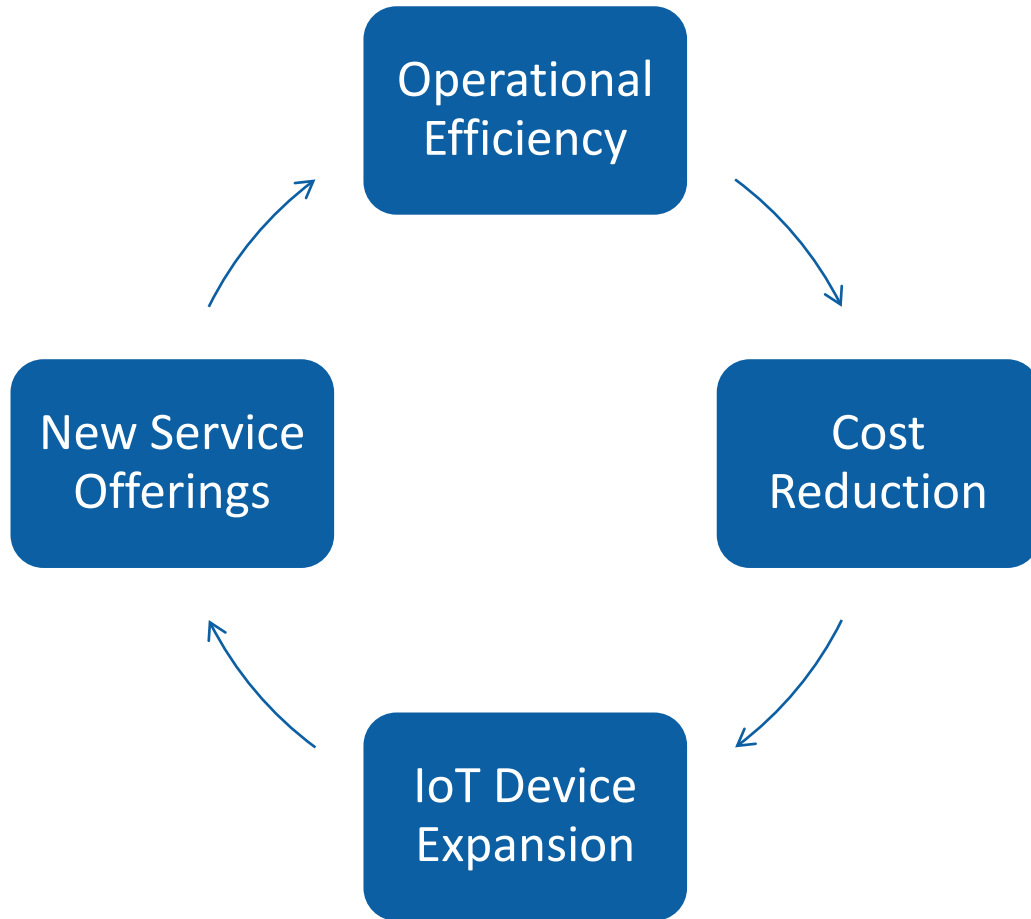 Operational
Efficiency
Cost
Reduction
IoT Device
Expansion
New Service
Offerings